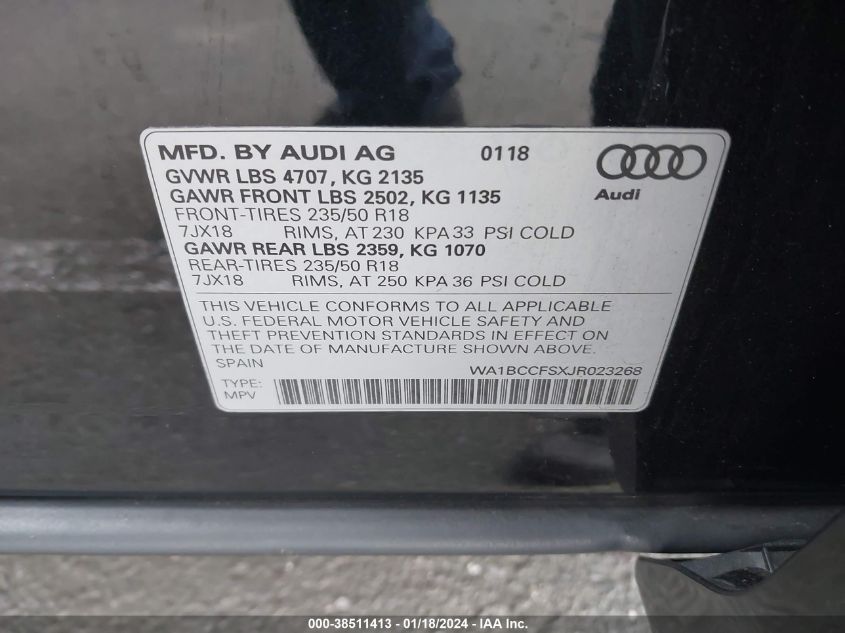 MFD. BY AUDI AG 0118
GVWR LBS 4707, KG 2135
GAWR FRONT LBS 2502, KG 1135
Audi
FRONT-TIRES 235/50 R18
7JX18 RIMS, AT 230 KPA 33 PSI COLD
GAWR REAR LBS 2359, KG 1070
REAR-TIRES 235/50 R18
7JX18 RIMS, AT 250 KPA 36 PSI COLD
THIS VEHICLE CONFORMS TO ALL APPLICABLE
U.S. FEDERAL MOTOR VEHICLE SAFETY AND
THEFT PREVENTION STANDARDS IN EFFECT ON
THE DATE OF MANUFACTURE SHOWN ABOVE.
SPAIN WA1BCCFSXJR023268
TYPE:
MPV
000-38511413 - 01/18/2024 - IAA INC.